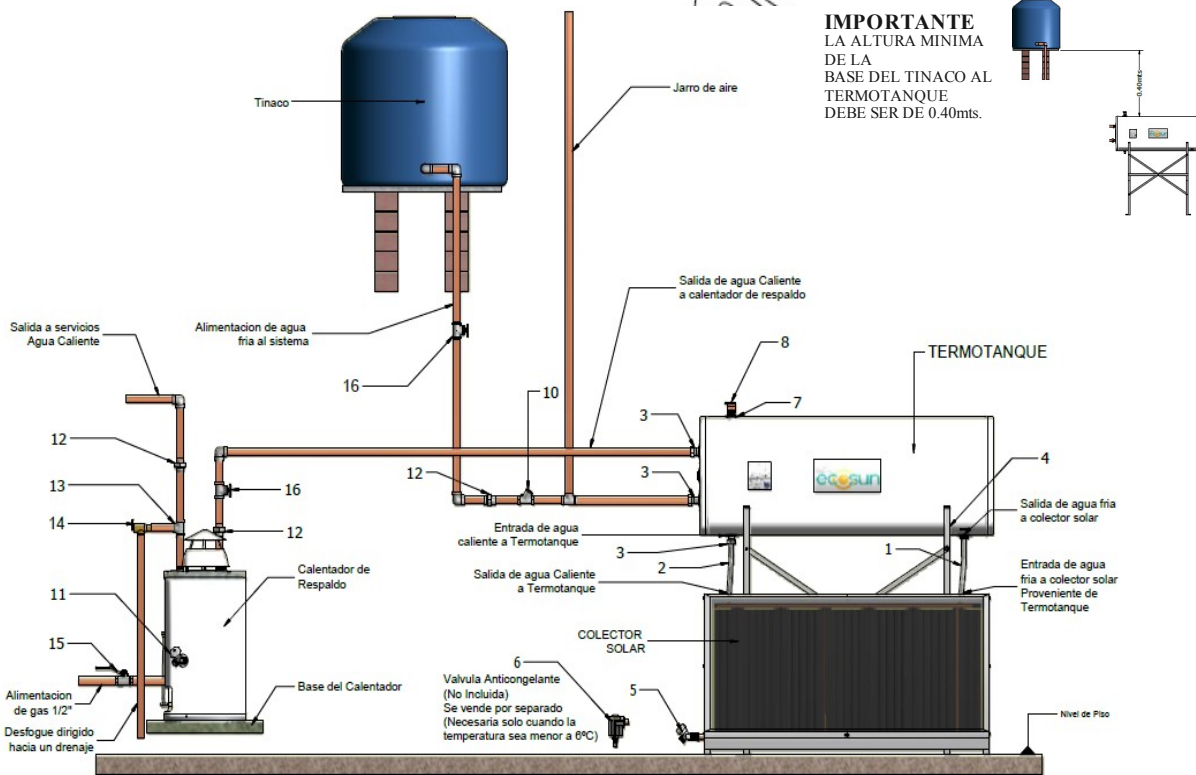 IMPORTANTE
LA ALTURA MINIMA
DE LA
BASE DEL TINACO AL
TERMOTANQUE
DEBE SER DE 0.40mts.
0.40mts
ecosun
Tinaco
Jarro de aire
Salida de agua Caliente
a calentador de respaldo
Salida a servicios
Agua Caliente
Alimentacion de agua
fria al sistema
16
10
8
7
TERMOTANQUE
3
3
4
12
13
14
16
12
12
ecosun
Salida de agua fria
a colector solar
Entrada de agua
caliente a Termotanque
3
2
1
Salida de agua Caliente
a Termotanque
Entrada de agua
fria a colector solar
Proveniente de
Termotanque
Calentador de
Respaldo
11
15
COLECTOR
SOLAR
6
Valvula Anticongelante
(No Incluida)
Se vende por separado
(Necesaria solo cuando la
temperatura sea menor a 6ºC)
5
Base del Calentador
Alimentacion
de gas 1/2"
Desfogue dirigido
hacia un drenaje
Nivel de Piso